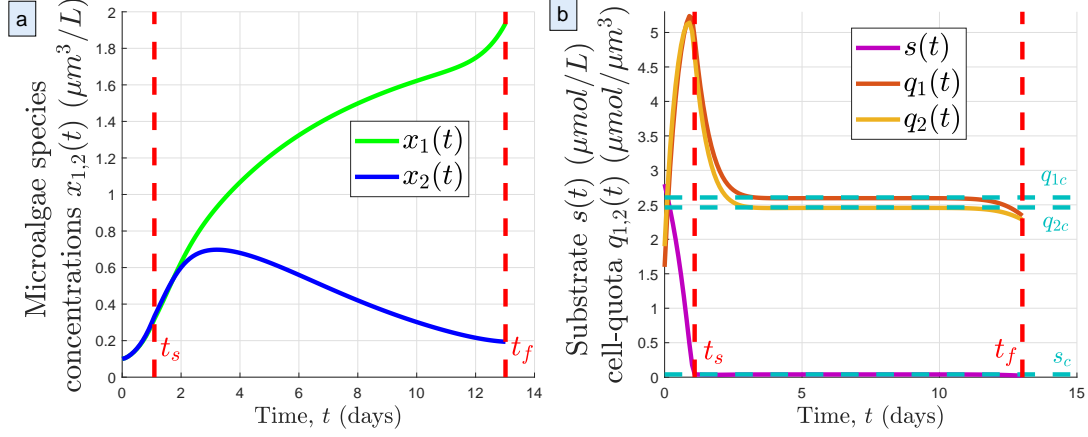 a
Microalgae species
concentrations x₁,₂(t) (μm³/L)
2
1.8
1.6
1.4
1.2
1
0.8
0.6
0.4
0.2
0
x₁(t)
x₂(t)
tₛ
t_f
0 2 4 6 8 10 12 14
Time, t (days)
b
Substrate s(t) (μmol/L)
cell-quota q₁,₂(t) (μmol/μm³)
5
4.5
4
3.5
3
2.5
2
1.5
1
0.5
0
s(t)
q₁(t)
q₂(t)
q₁c
q₂c
tₛ
t_f
s_c
0 5 10 15
Time, t (days)